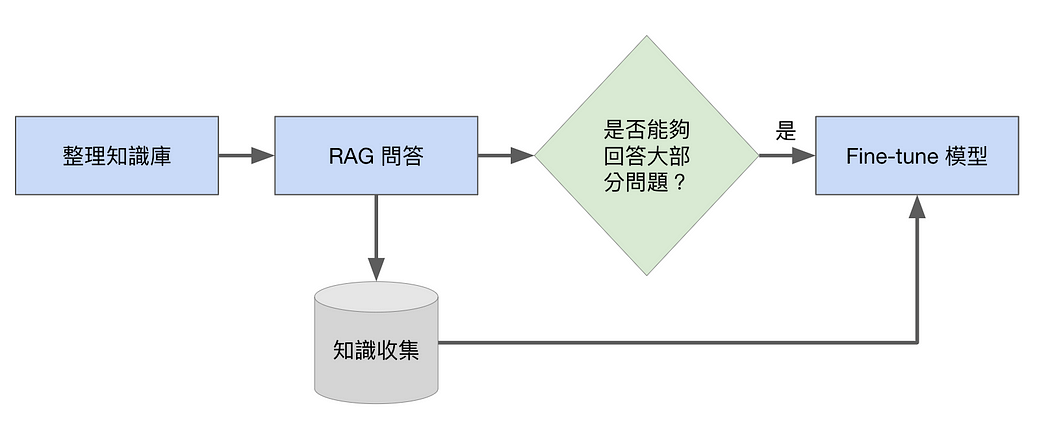 整理知識庫
RAG 問答
是否能夠
回答大部
分問題？
是
Fine-tune 模型
知識收集